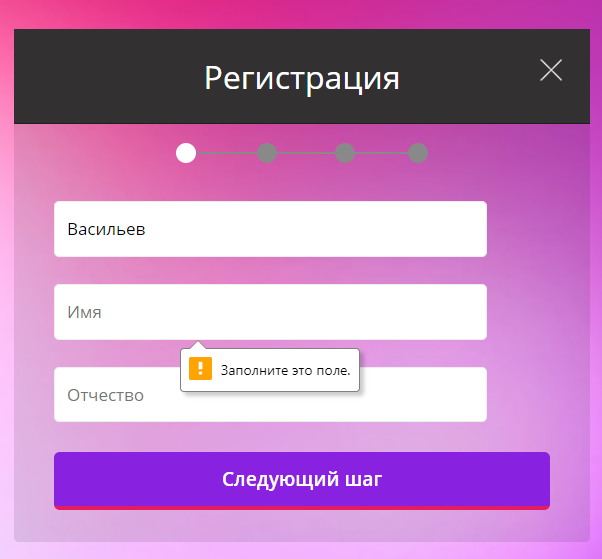 Регистрация
Васильев
Имя
Заполните это поле.
Отчество
Следующий шаг